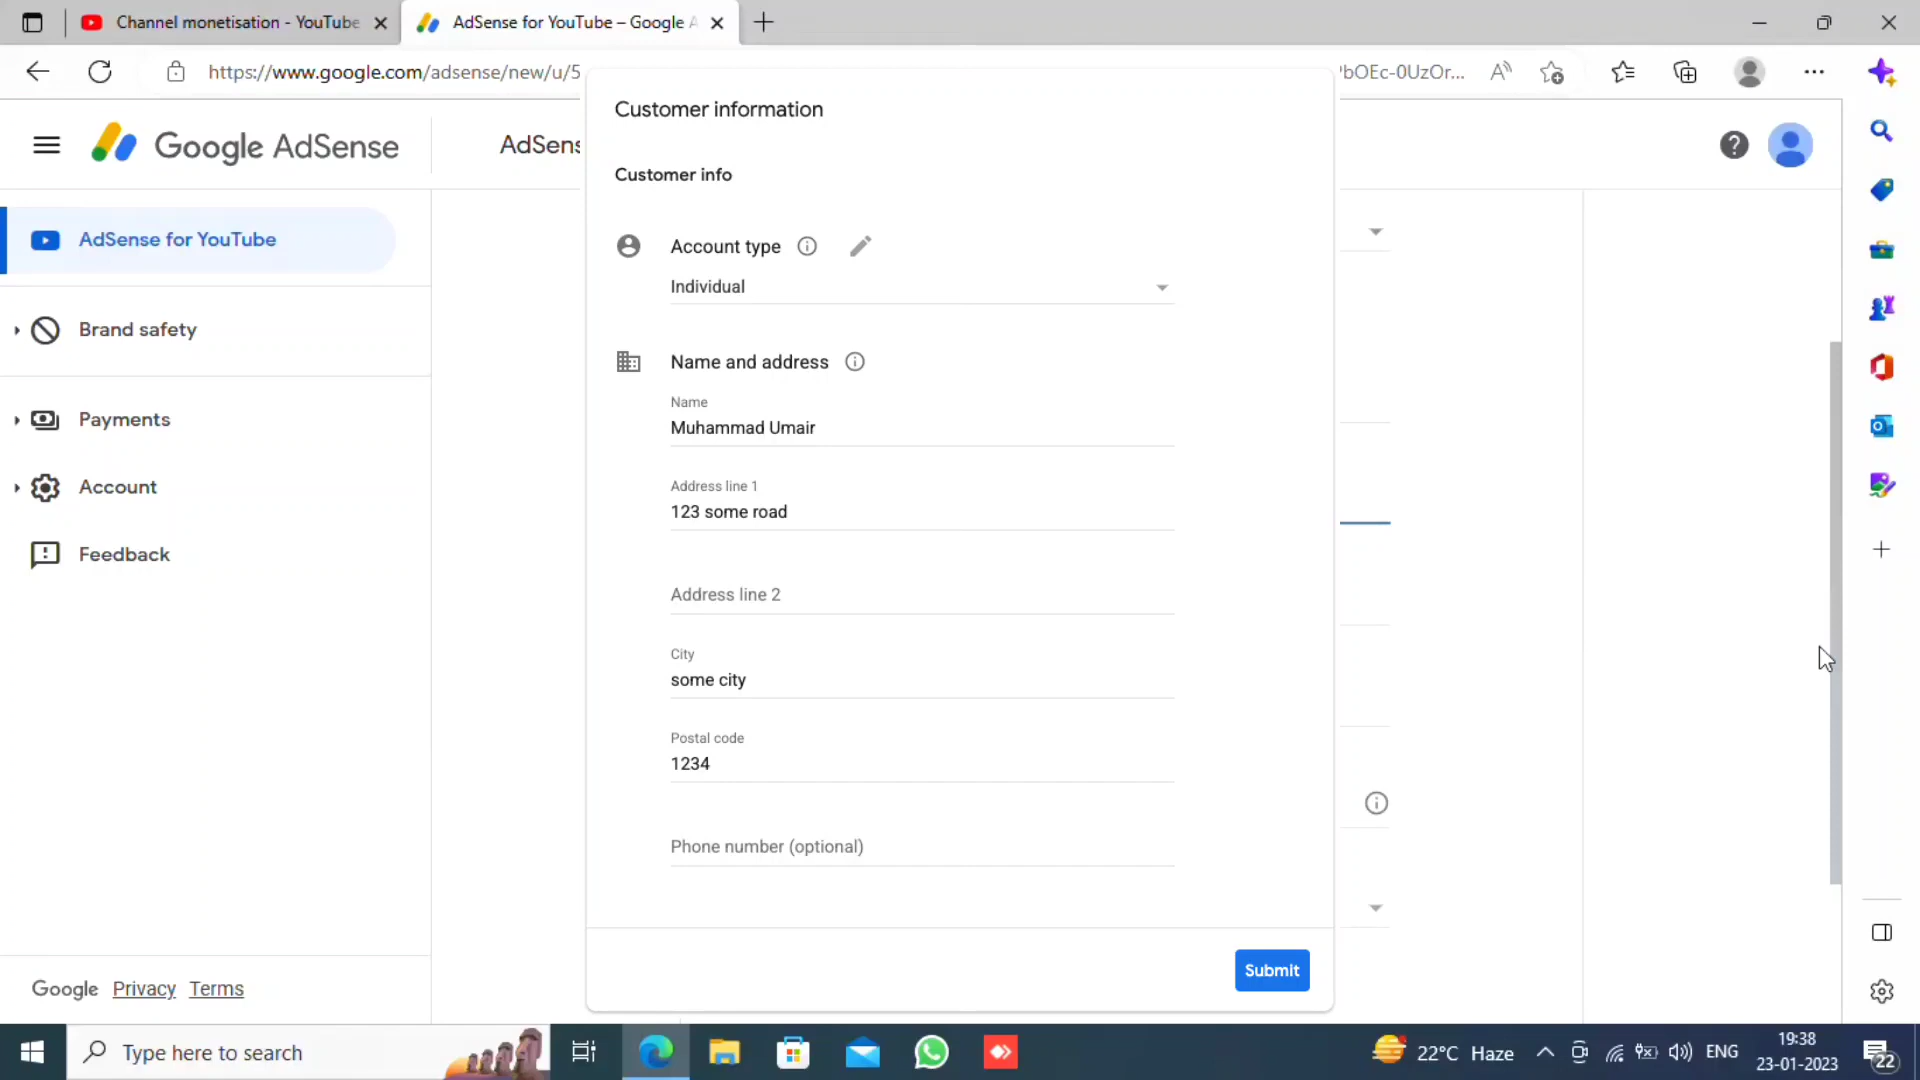 Channel monetisation - YouTube
AdSense for YouTube – Google A
https://www.google.com/adsense/new/u/5
bOEc-0UzOr...
Google AdSense
AdSens
AdSense for YouTube
Brand safety
Payments
Account
Feedback
Google Privacy Terms
Customer information
Customer info
Account type
Individual
Name and address
Name
Muhammad Umair
Address line 1
123 some road
Address line 2
City
some city
Postal code
1234
Phone number (optional)
Submit
Type here to search
22°C Haze
ENG
19:38
23-01-2023
22